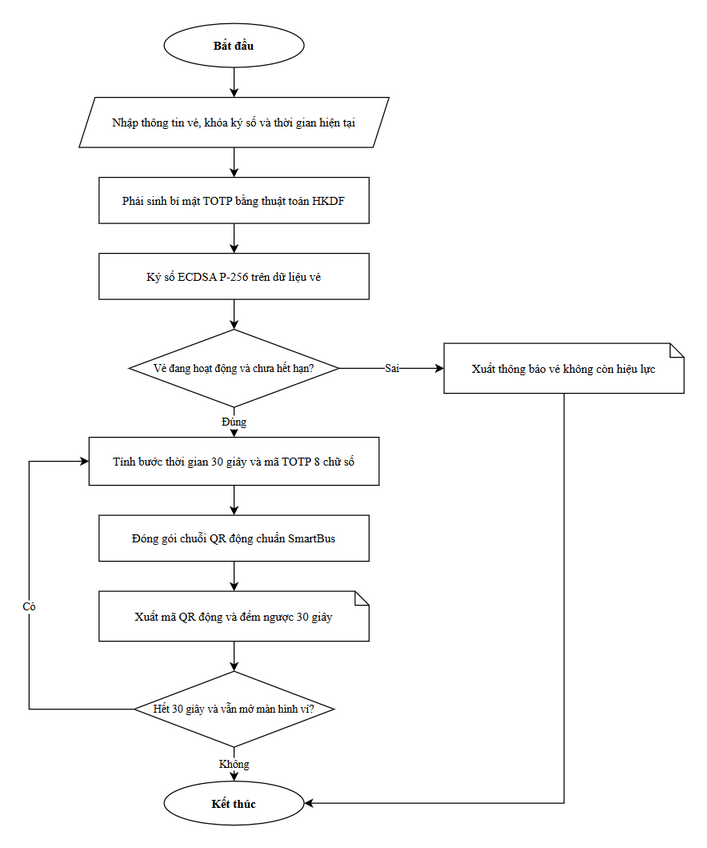 Bắt đầu
Nhập thông tin vé, khóa ký số và thời gian hiện tại
Phái sinh bí mật TOTP bằng thuật toán HKDF
Ký số ECDSA P-256 trên dữ liệu vé
Vé đang hoạt động và chưa hết hạn?
Sai
Xuất thông báo vé không còn hiệu lực
Đúng
Tính bước thời gian 30 giây và mã TOTP 8 chữ số
Đóng gói chuỗi QR động chuẩn SmartBus
Xuất mã QR động và đếm ngược 30 giây
Có
Hết 30 giây và vẫn mở màn hình ví?
Không
Kết thúc